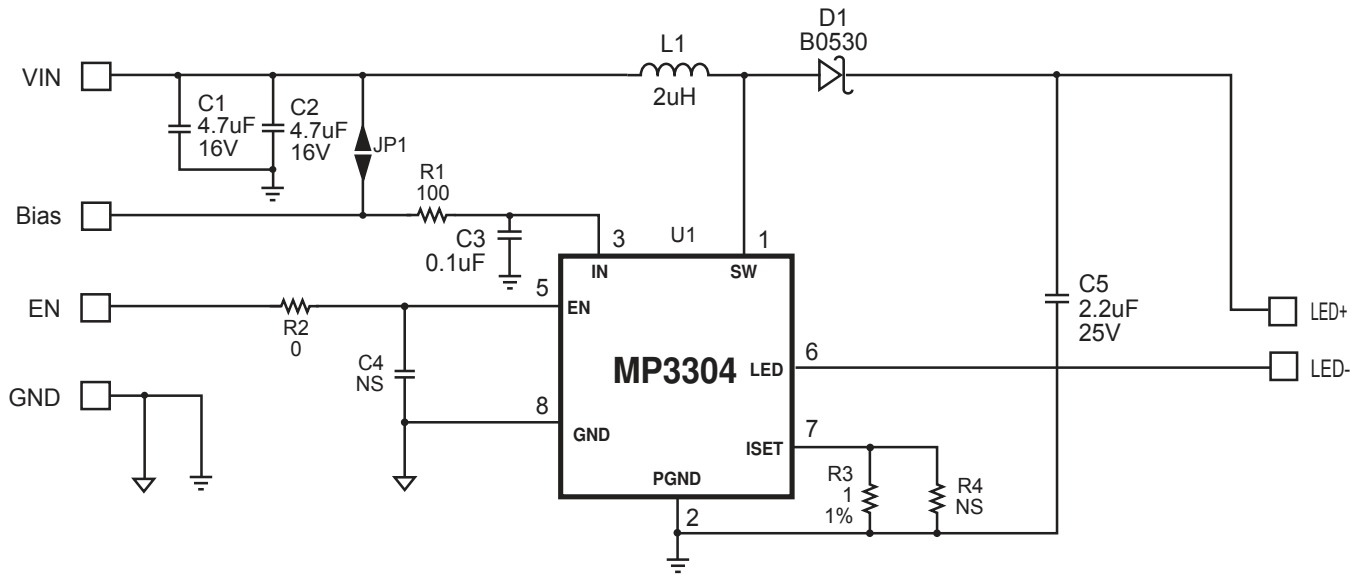 D1
B0530
L1
2uH
VIN
C1
4.7uF
16V
C2
4.7uF
16V
JP1
R1
100
Bias
C3
0.1uF
3
U1
1
IN
SW
5
EN
EN
R2
0
C5
2.2uF
25V
LED+
C4
NS
MP3304
LED
6
LED-
GND
8
GND
7
ISET
R3
1
1%
R4
NS
PGND
2